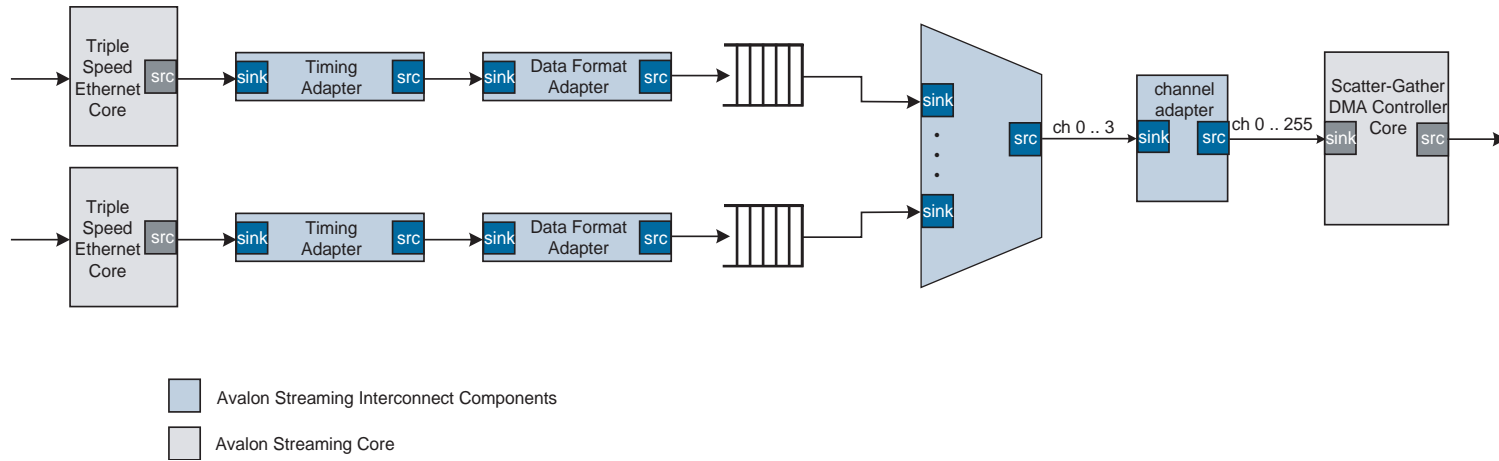 Triple
Speed
Ethernet
Core
src
sink
Timing
Adapter
src
sink
Data Format
Adapter
src
sink
sink
src
ch 0 .. 3
channel
adapter
sink
src
ch 0 .. 255
Scatter-Gather
DMA Controller
Core
sink
src
Triple
Speed
Ethernet
Core
src
sink
Timing
Adapter
src
sink
Data Format
Adapter
src
Avalon Streaming Interconnect Components
Avalon Streaming Core